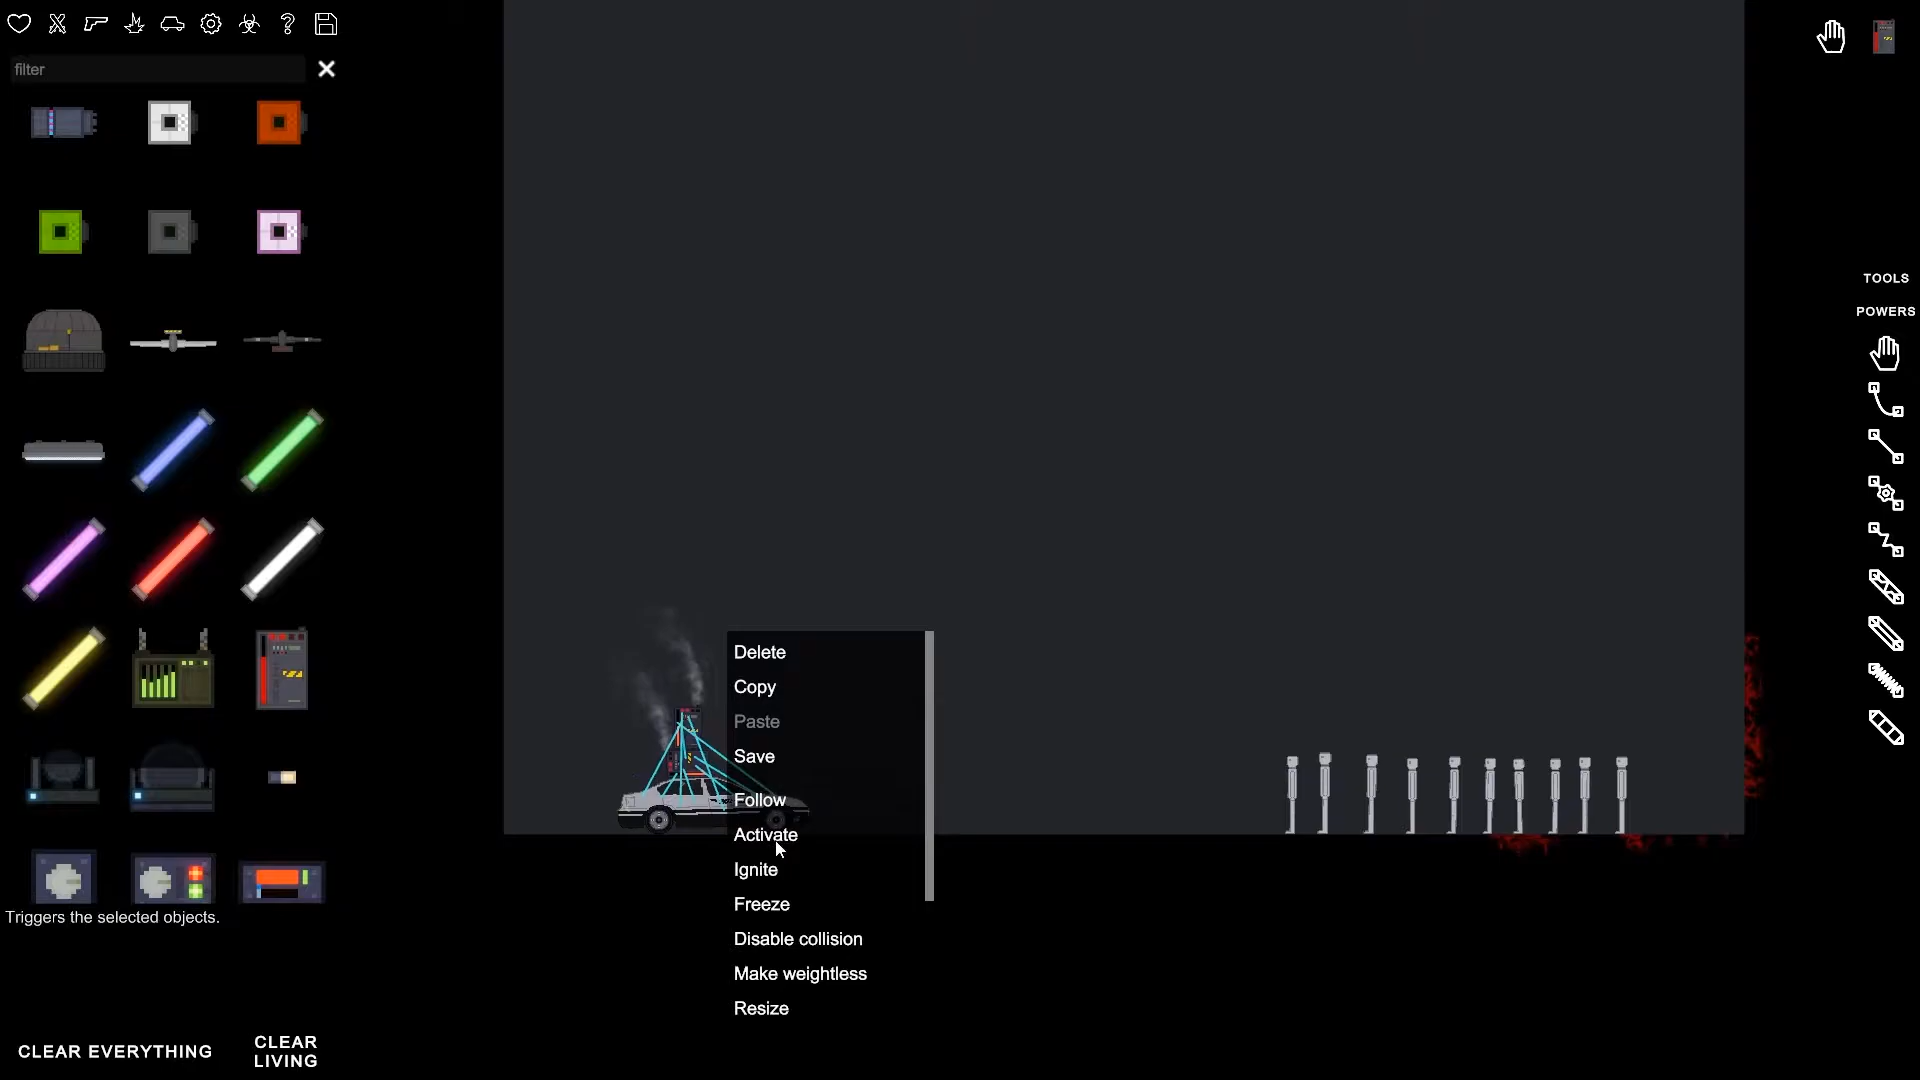 filter
TOOLS
POWERS
Delete
Copy
Paste
Save
Follow
Activate
Ignite
Freeze
Disable collision
Make weightless
Resize
Triggers the selected objects.
CLEAR EVERYTHING
CLEAR
LIVING